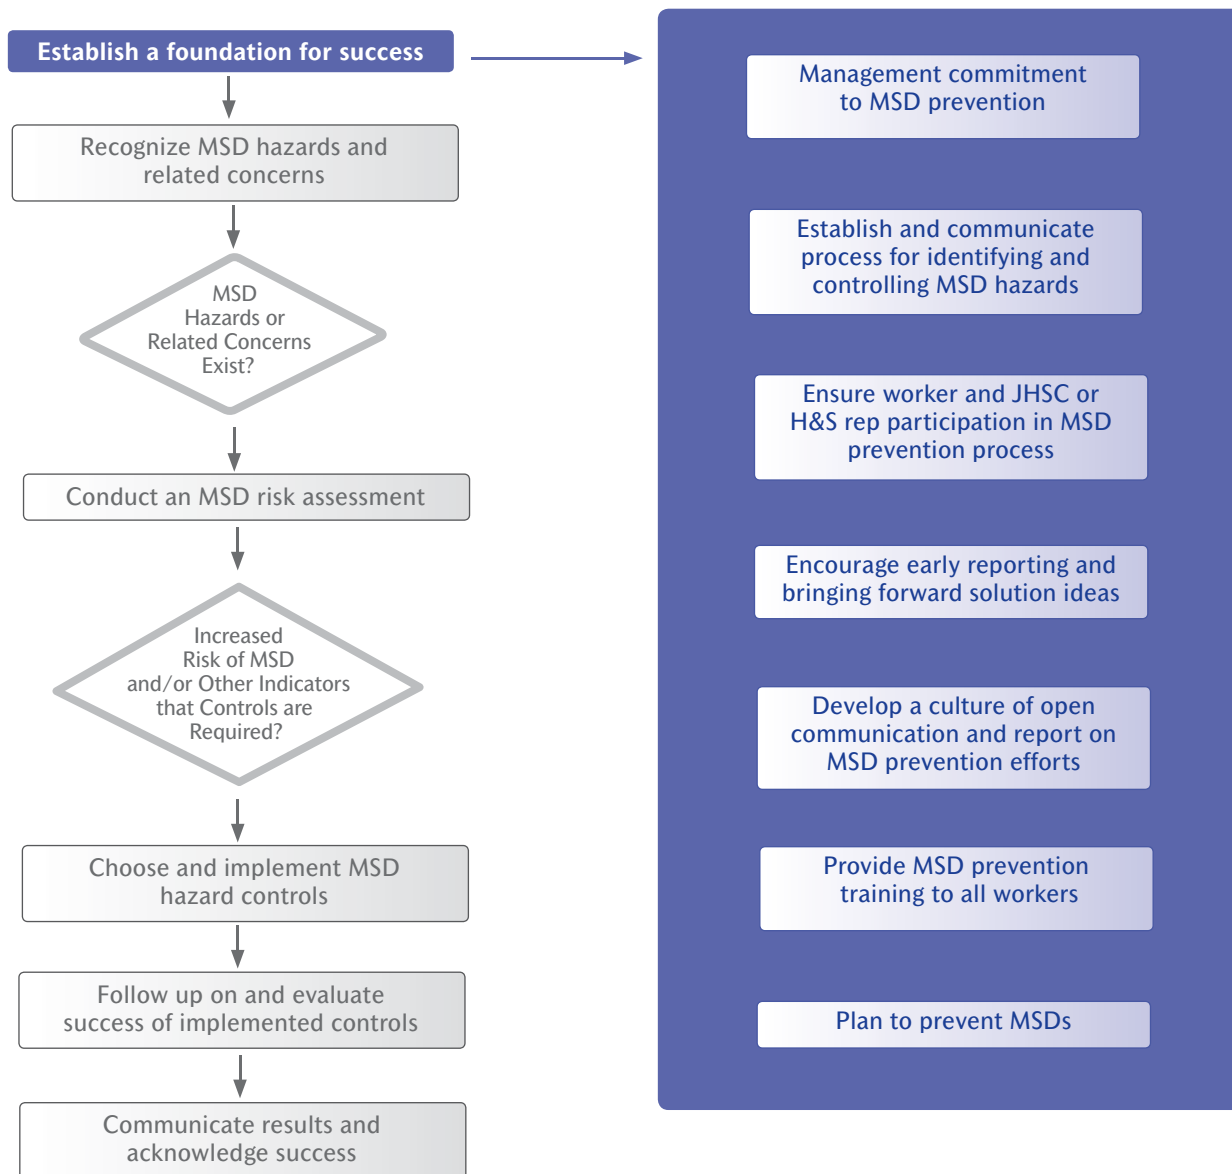 Establish a foundation for success
Recognize MSD hazards and
related concerns
MSD
Hazards or
Related Concerns
Exist?
Conduct an MSD risk assessment
Increased
Risk of MSD
and/or Other Indicators
that Controls are
Required?
Choose and implement MSD
hazard controls
Follow up on and evaluate
success of implemented controls
Communicate results and
acknowledge success
Management commitment
to MSD prevention
Establish and communicate
process for identifying and
controlling MSD hazards
Ensure worker and JHSC or
H&S rep participation in MSD
prevention process
Encourage early reporting and
bringing forward solution ideas
Develop a culture of open
communication and report on
MSD prevention efforts
Provide MSD prevention
training to all workers
Plan to prevent MSDs